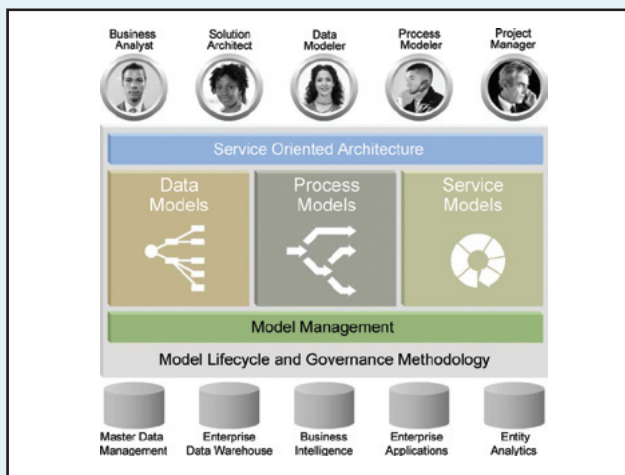 Business Analyst
Solution Architect
Data Modeler
Process Modeler
Project Manager
Service Oriented Architecture
Data Models
Process Models
Service Models
Model Management
Model Lifecycle and Governance Methodology
Master Data Management
Enterprise Data Warehouse
Business Intelligence
Enterprise Applications
Entity Analytics